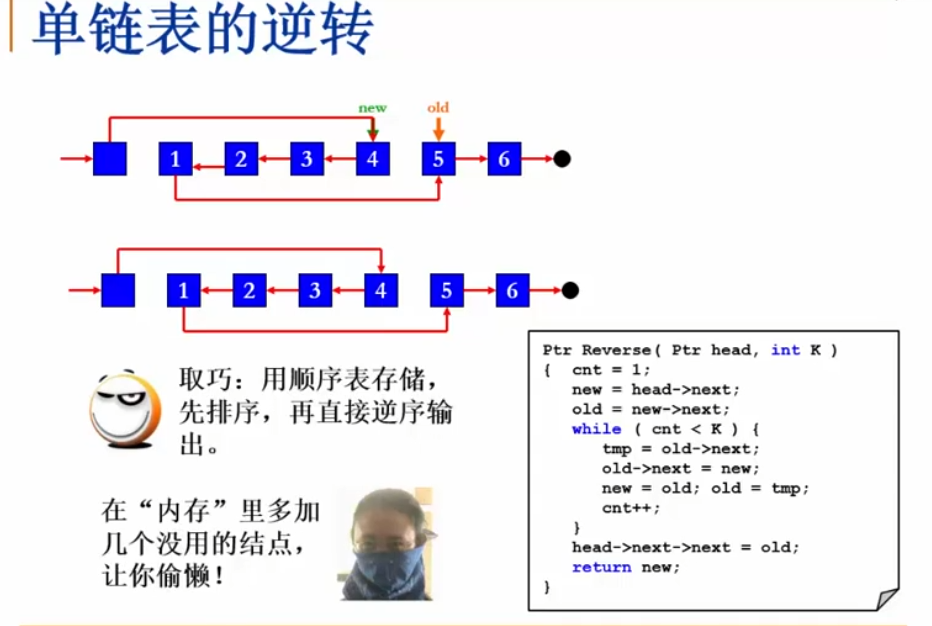 单链表的逆转
new old
1 2 3 4 5 6
1 2 3 4 5 6
取巧：用顺序表存储，
先排序，再直接逆序输
出。
在“内存”里多加
几个没用的结点，
让你偷懒！
Ptr Reverse( Ptr head, int K )
{ cnt = 1;
new = head->next;
old = new->next;
while ( cnt < K ) {
tmp = old->next;
old->next = new;
new = old; old = tmp;
cnt++;
}
head->next->next = old;
return new;
}